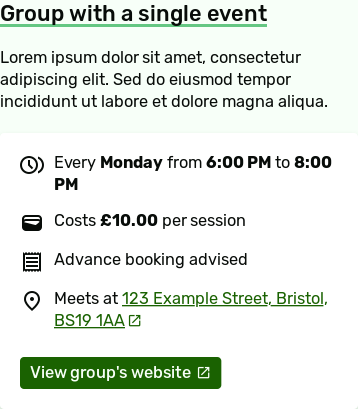 Group with a single event
Lorem ipsum dolor sit amet, consectetur
adipiscing elit. Sed do eiusmod tempor
incididunt ut labore et dolore magna aliqua.
Every Monday from 6:00 PM to 8:00
PM
Costs £10.00 per session
Advance booking advised
Meets at 123 Example Street, Bristol,
BS19 1AA
View group's website